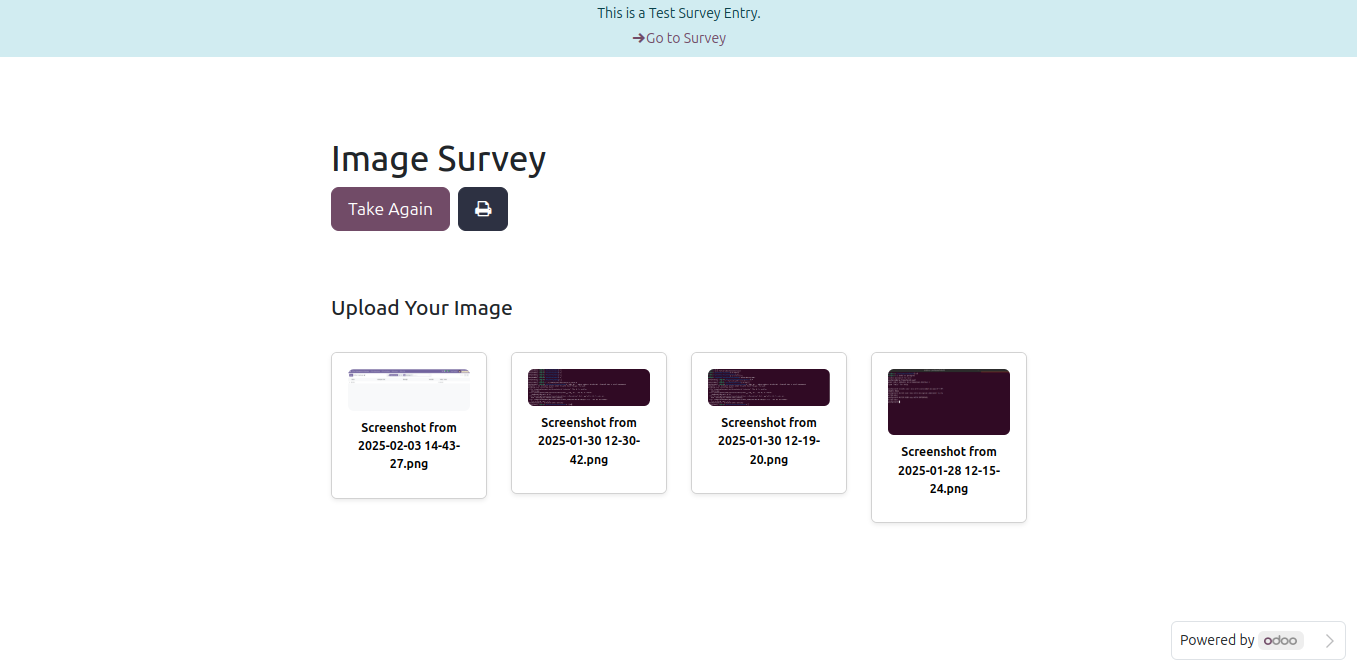 This is a Test Survey Entry.
Go to Survey
Image Survey
Take Again
Upload Your Image
Screenshot from
2025-02-03 14-43-
27.png
Screenshot from
2025-01-30 12-30-
42.png
Screenshot from
2025-01-30 12-19-
20.png
Screenshot from
2025-01-28 12-15-
24.png
Powered by odoo